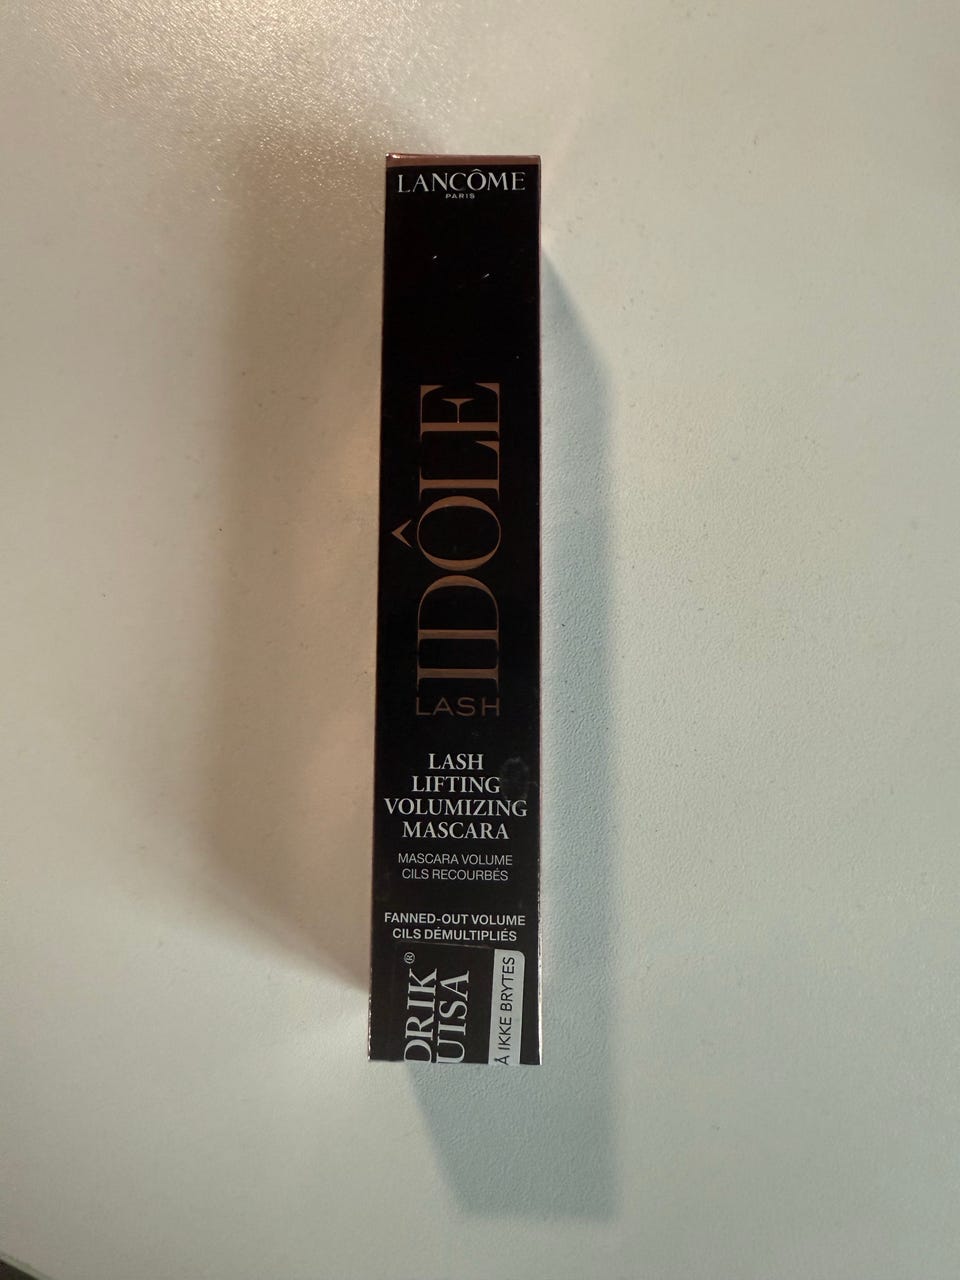 LANCÔME
PARIS
IDÔLE
LASH
LASH
LIFTING
VOLUMIZING
MASCARA
MASCARA VOLUME
CILS RECOURBÉS
FANNED-OUT VOLUME
CILS DÉMULTIPLIÉS
DRIK®
UISA
Å IKKE BRYTES